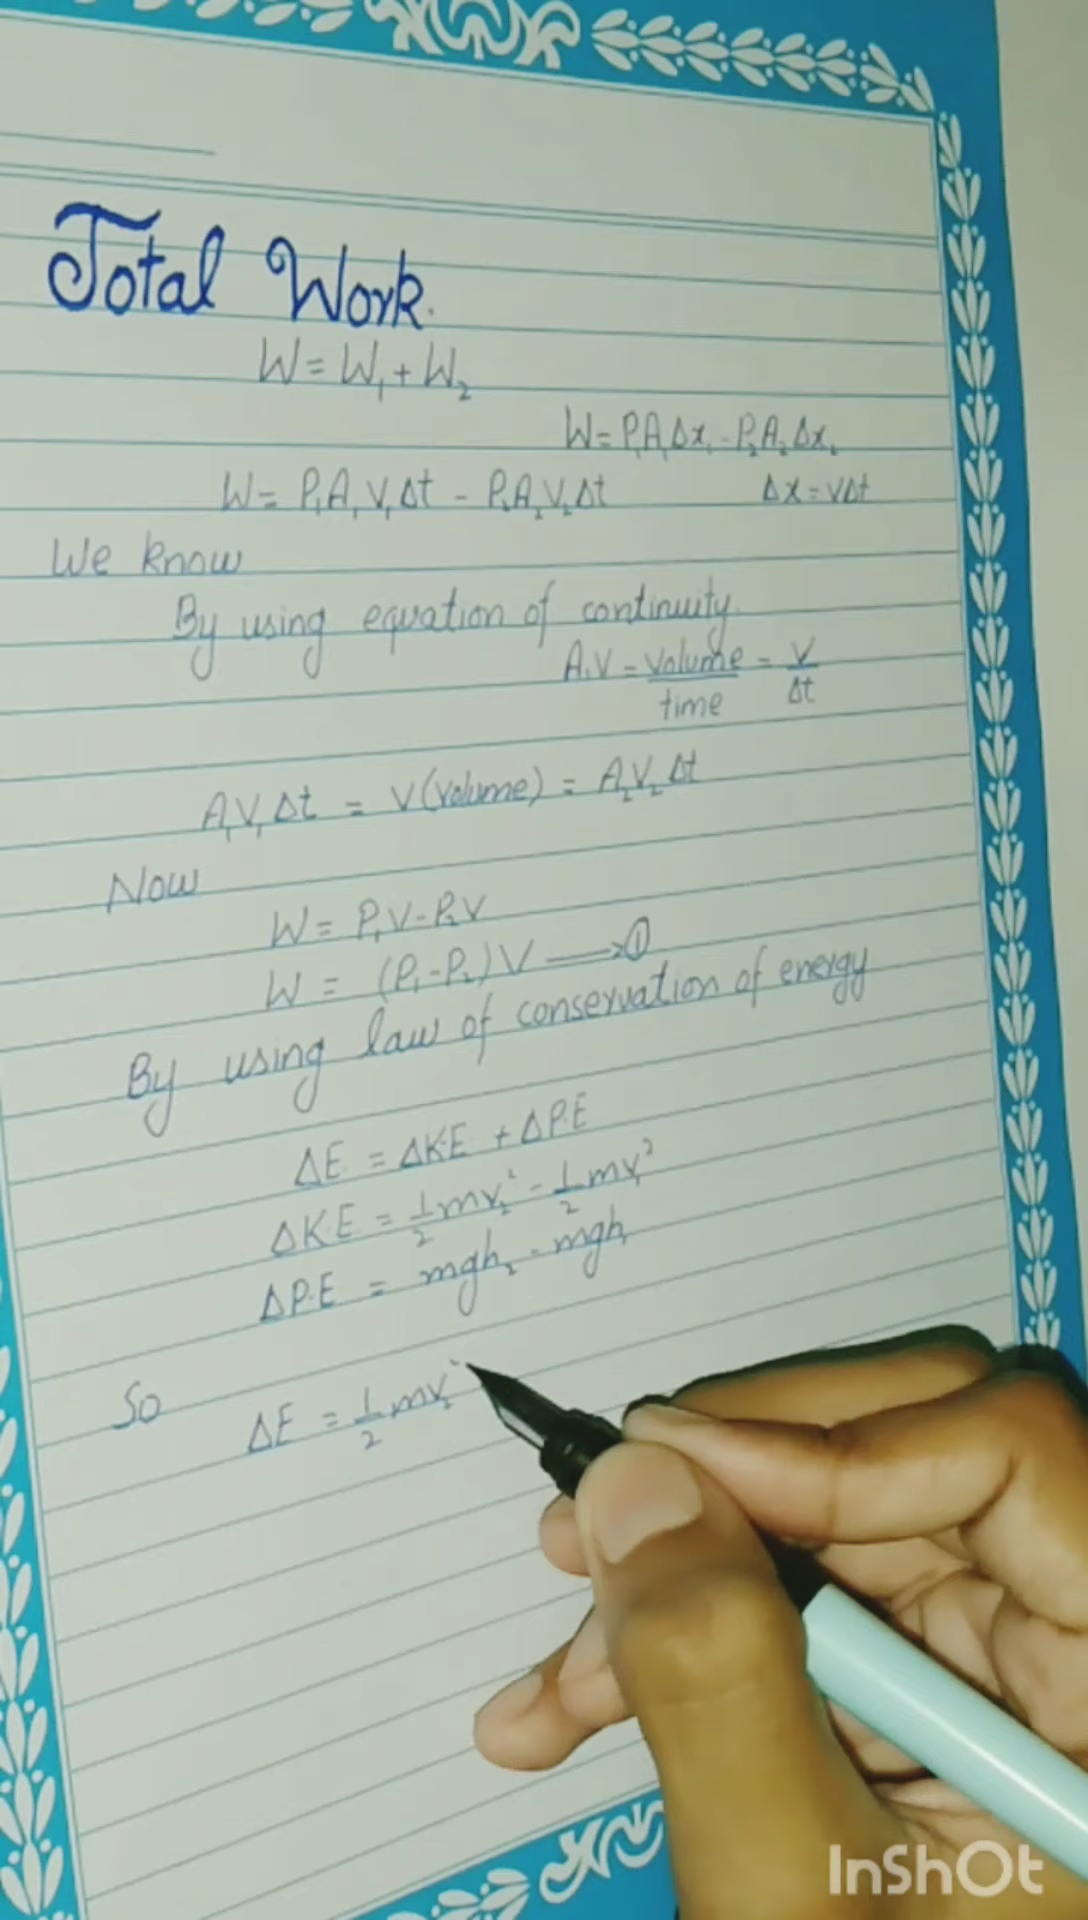 Total Work.
W = W₁ + W₂
W = P₁A₁Δx₁ - P₂A₂Δx₂
W = P₁A₁V₁Δt - P₂A₂V₂Δt Δx = vΔt
We know
By using equation of continuity.
A.V = volume/time = V/Δt
A₁V₁Δt = V(volume) = A₂V₂Δt
Now
W = P₁V - P₂V
W = (P₁-P₂)V → ①
By using law of conservation of energy
ΔE = ΔK.E + ΔP.E
ΔK.E = 1/2 mv₂² - 1/2 mv₁²
ΔP.E = mgh₂ - mgh₁
So ΔE = 1/2 mv₂²
InShOt